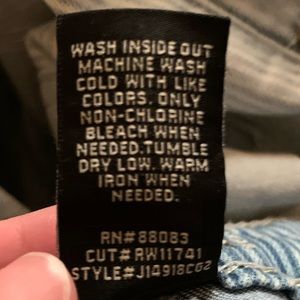 WASH INSIDE OUT
MACHINE WASH
COLD WITH LIKE
COLORS. ONLY
NON-CHLORINE
BLEACH WHEN
NEEDED.TUMBLE
DRY LOW. WARM
IRON WHEN
NEEDED.
RN#88083
CUT#RW11741
STYLE#J14918CG2